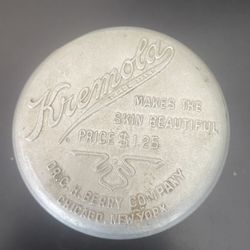 Kremola
MAKES THE
SKIN BEAUTIFUL
PRICE $1.25
DR. C. H. BERRY COMPANY
CHICAGO. NEW YORK